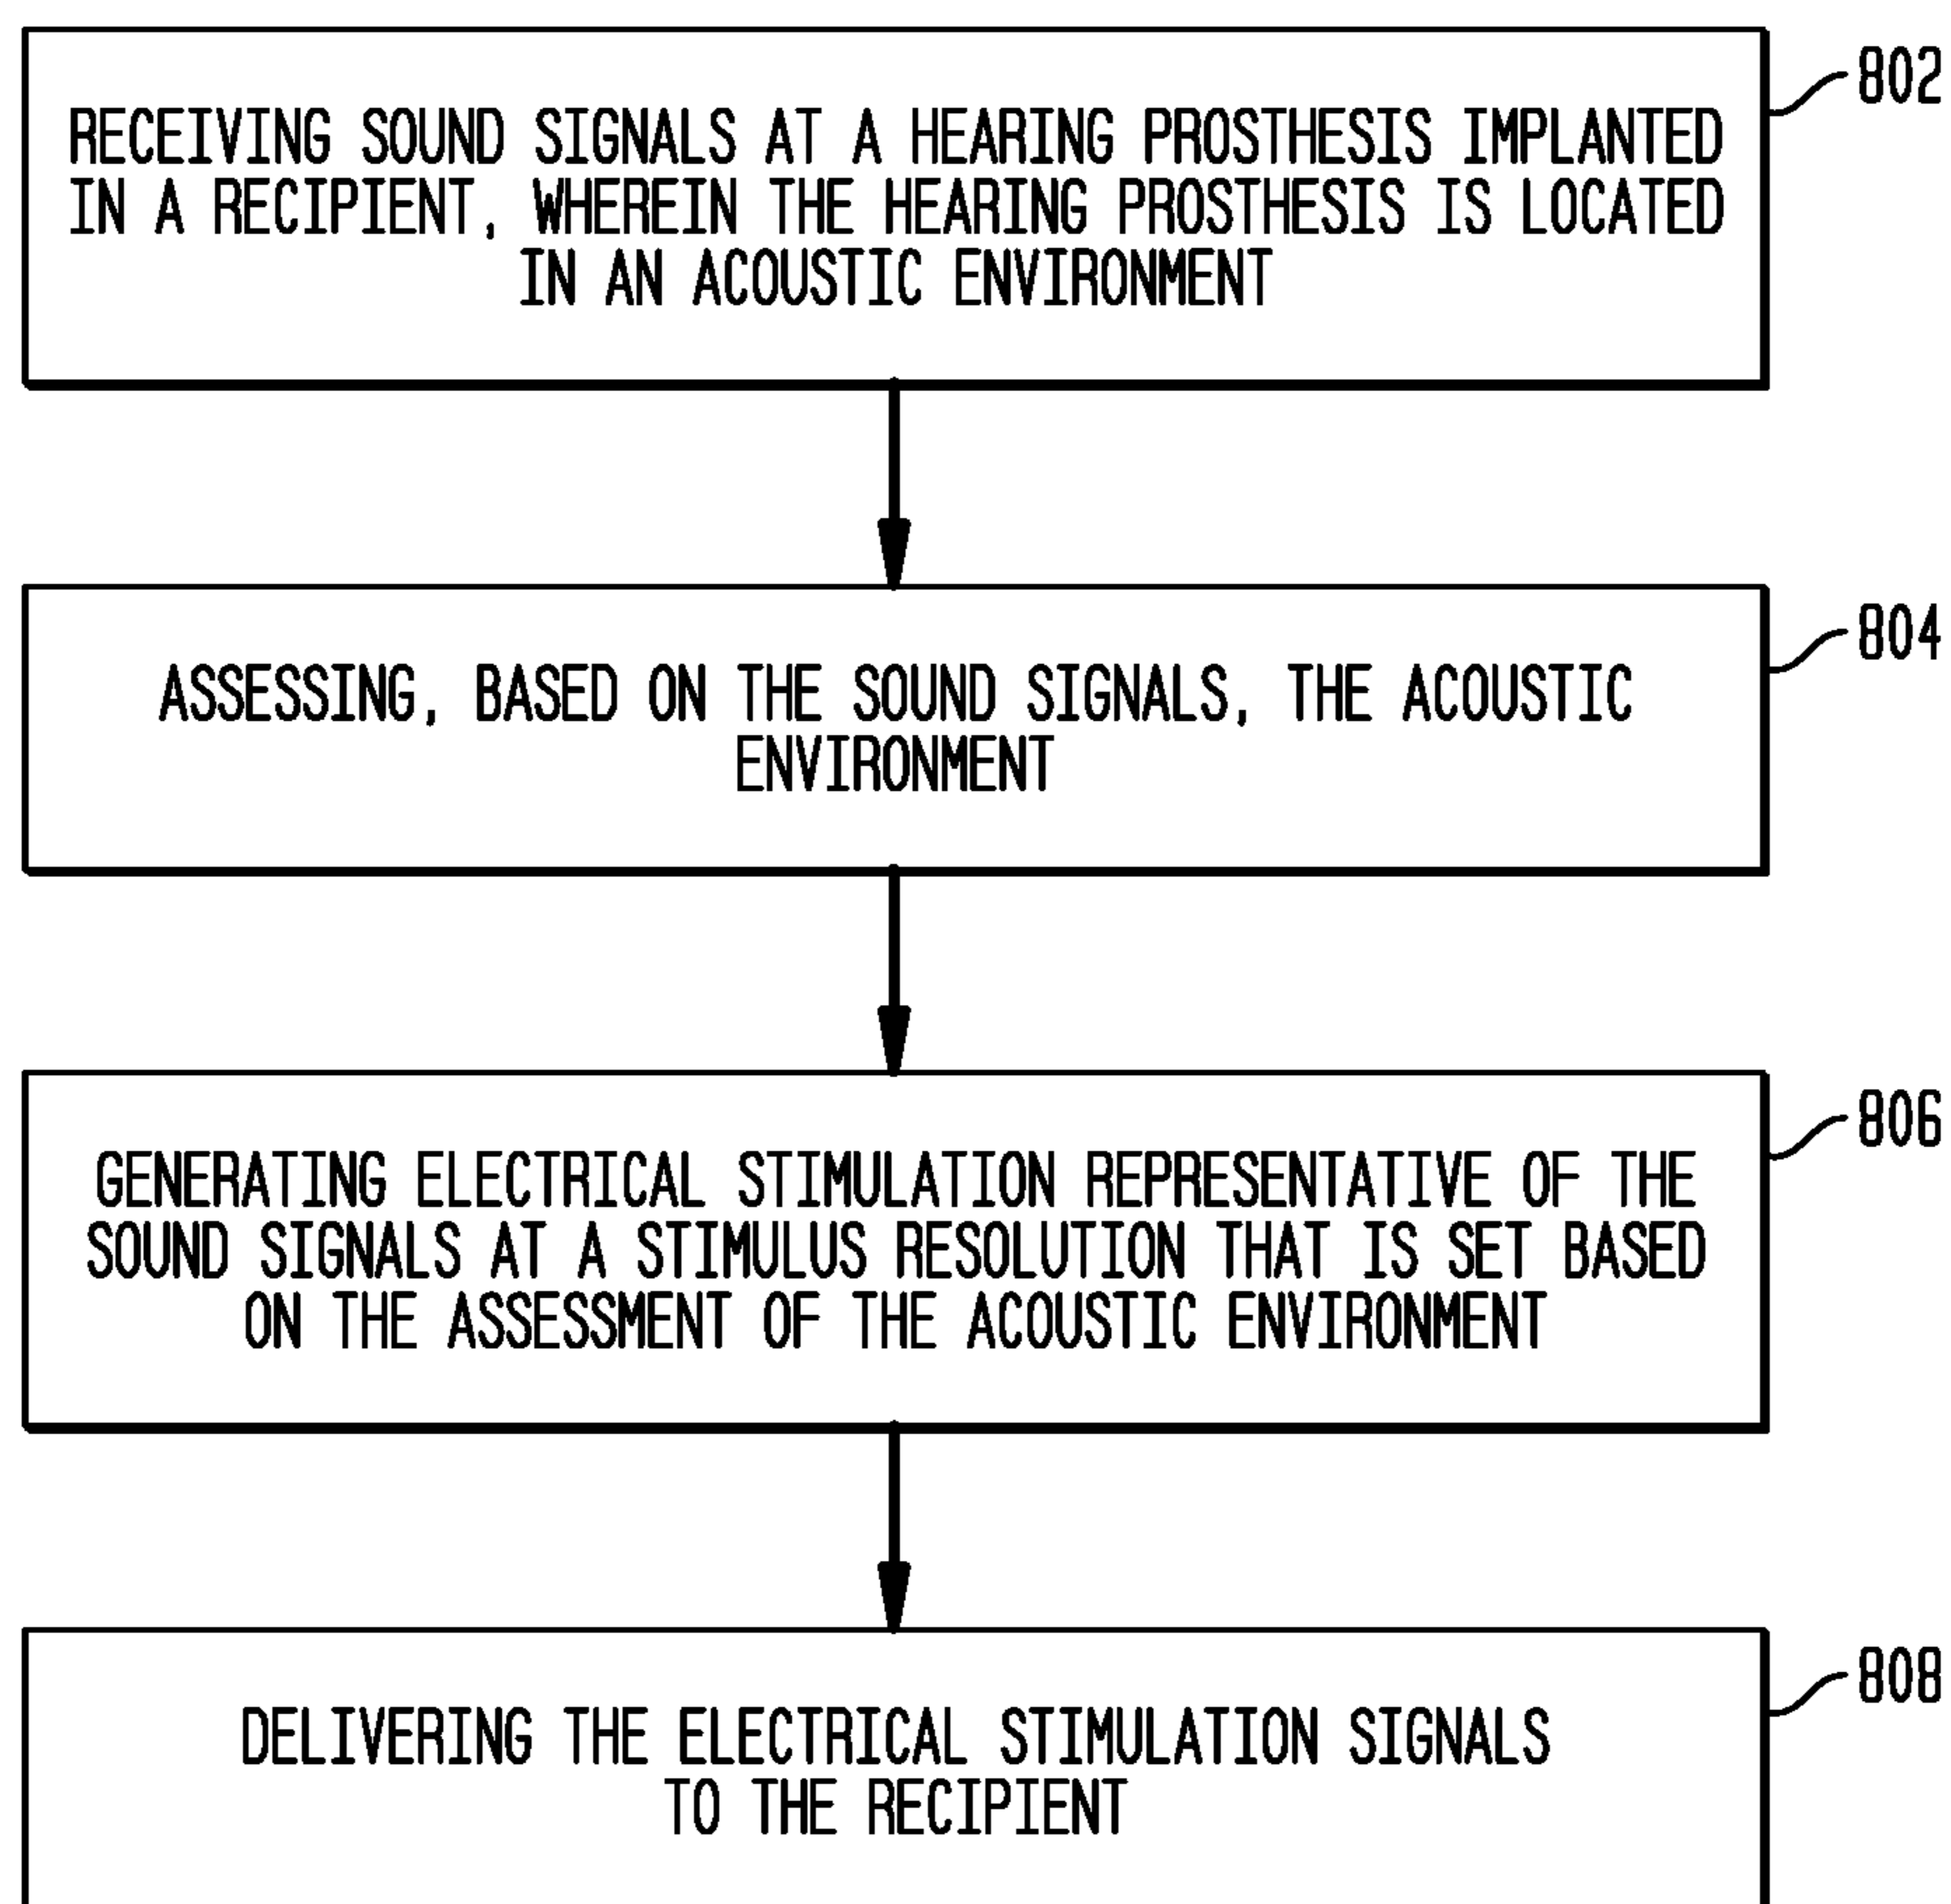 802
RECEIVING SOUND SIGNALS AT A HEARING PROSTHESIS IMPLANTED
IN A RECIPIENT, WHEREIN THE HEARING PROSTHESIS IS LOCATED
IN AN ACOUSTIC ENVIRONMENT
804
ASSESSING, BASED ON THE SOUND SIGNALS, THE ACOUSTIC
ENVIRONMENT
806
GENERATING ELECTRICAL STIMULATION REPRESENTATIVE OF THE
SOUND SIGNALS AT A STIMULUS RESOLUTION THAT IS SET BASED
ON THE ASSESSMENT OF THE ACOUSTIC ENVIRONMENT
808
DELIVERING THE ELECTRICAL STIMULATION SIGNALS
TO THE RECIPIENT